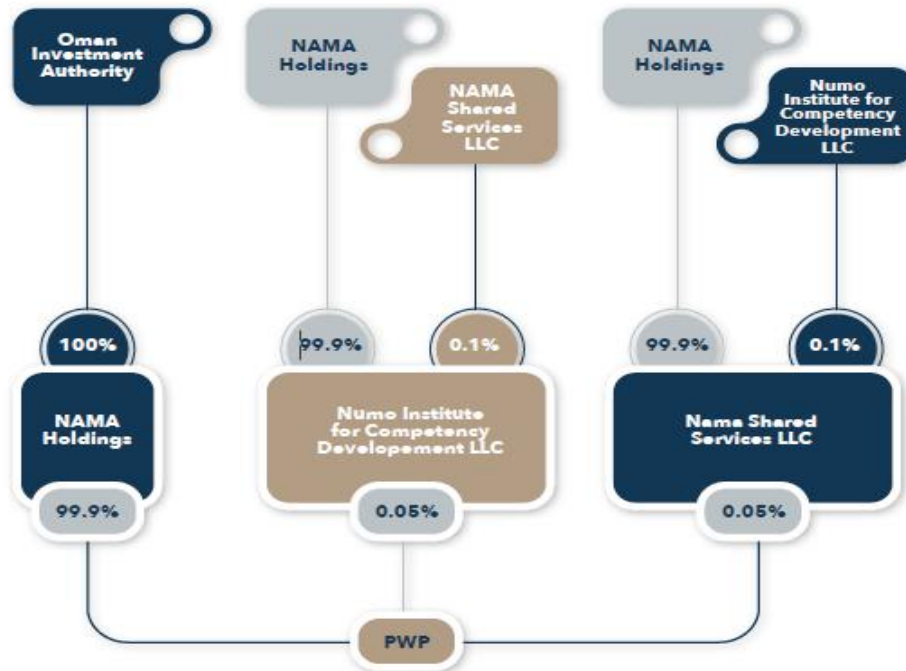 Oman
Investment
Authority
NAMA
Holdings
NAMA
Shared
Services
LLC
NAMA
Holdings
Numo
Institute for
Competency
Development
LLC
100%
99.9%
0.1%
99.9%
0.1%
NAMA
Holdings
Numo Institute
for Competency
Developement LLC
Nama Shared
Services LLC
99.9%
0.05%
0.05%
PWP